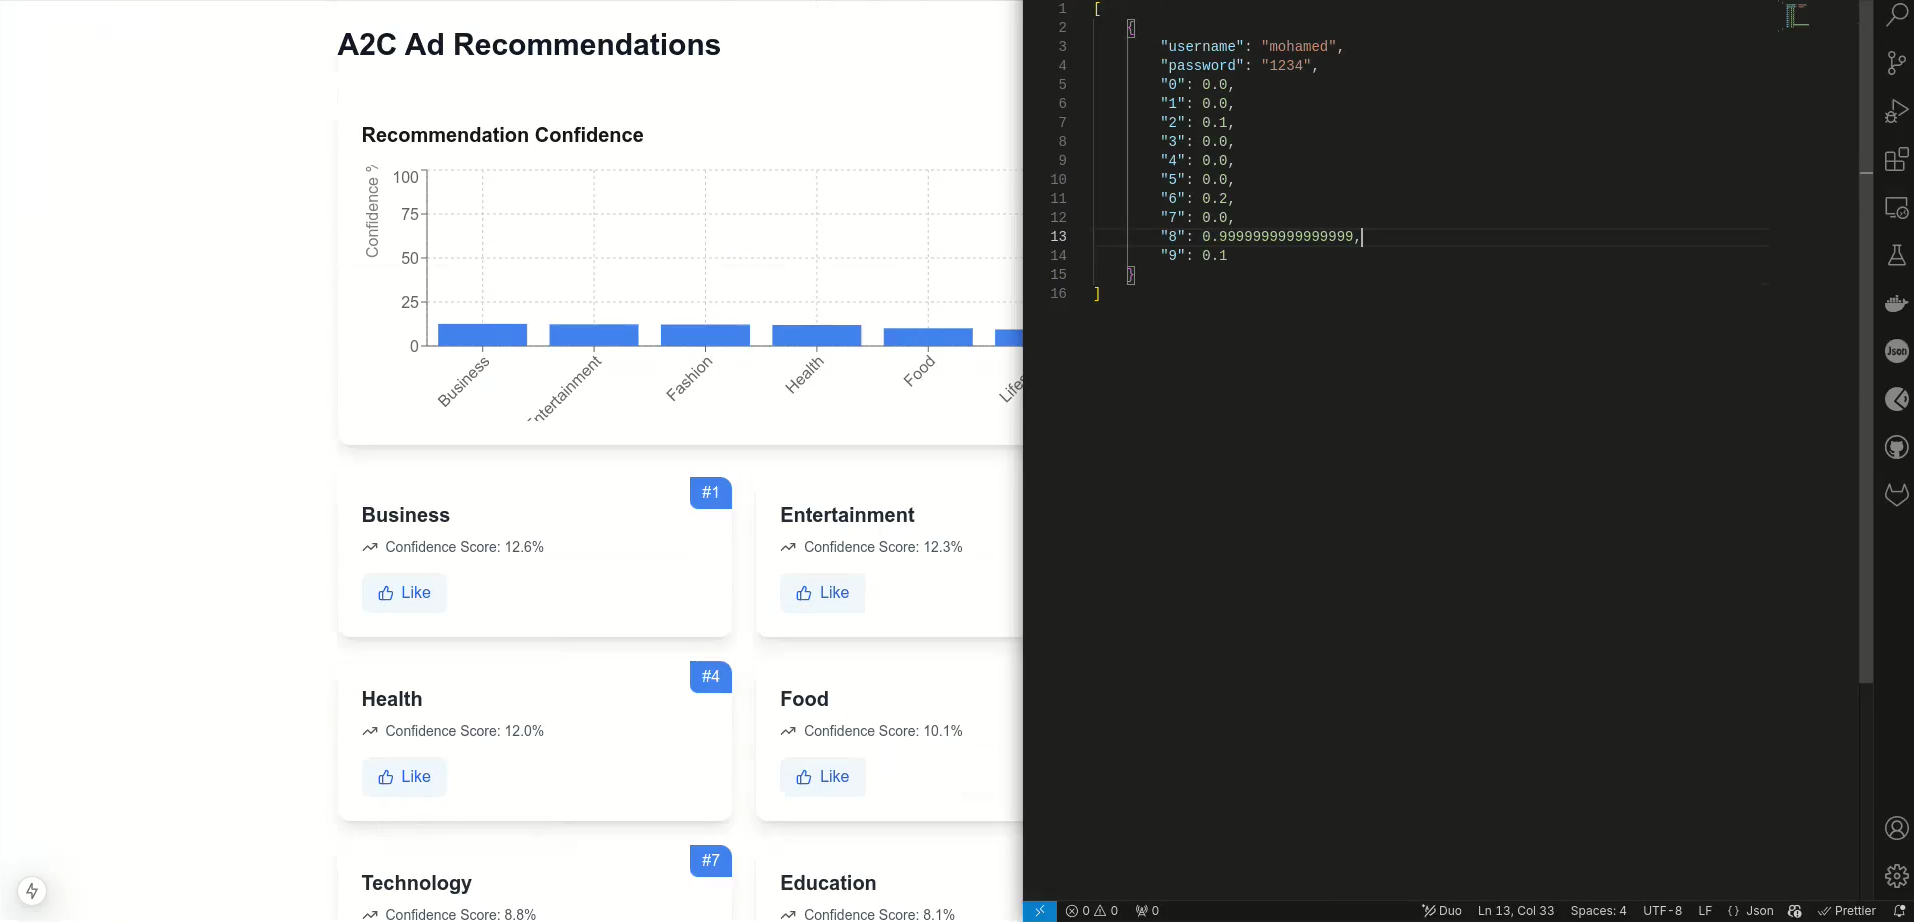 A2C Ad Recommendations
Recommendation Confidence
Confidence %
100
75
50
25
0
Business
Entertainment
Fashion
Health
Food
Lifes
#1
Business
Confidence Score: 12.6%
Like
Entertainment
Confidence Score: 12.3%
Like
#4
Health
Confidence Score: 12.0%
Like
Food
Confidence Score: 10.1%
Like
#7
Technology
Confidence Score: 8.8%
Education
Confidence Score: 8.1%
1 [
2 {
3 "username": "mohamed",
4 "password": "1234",
5 "0": 0.0,
6 "1": 0.0,
7 "2": 0.1,
8 "3": 0.0,
9 "4": 0.0,
10 "5": 0.0,
11 "6": 0.2,
12 "7": 0.0,
13 "8": 0.9999999999999999,
14 "9": 0.1
15 }
16 ]
Json
0 0 0 Duo Ln 13, Col 33 Spaces: 4 UTF-8 LF {} Json Prettier